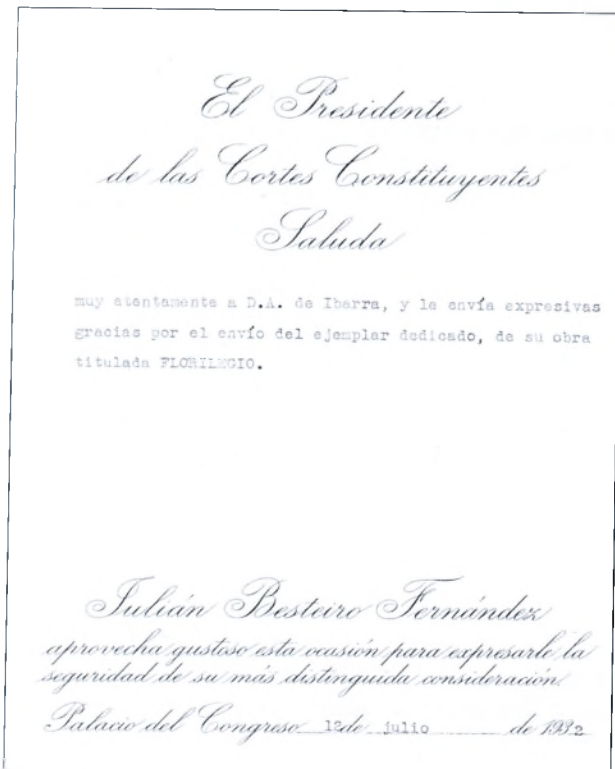 El Presidente
de las Cortes Constituyentes
Saluda
muy atentamente a D.A. de Ibarra, y le envía expresivas
gracias por el envío del ejemplar dedicado, de su obra
titulada FLORILEGIO.
Julián Besteiro Fernández
aprovecha gustoso esta ocasión para expresarle la
seguridad de su más distinguida consideración.
Palacio del Congreso 12de julio de 1932